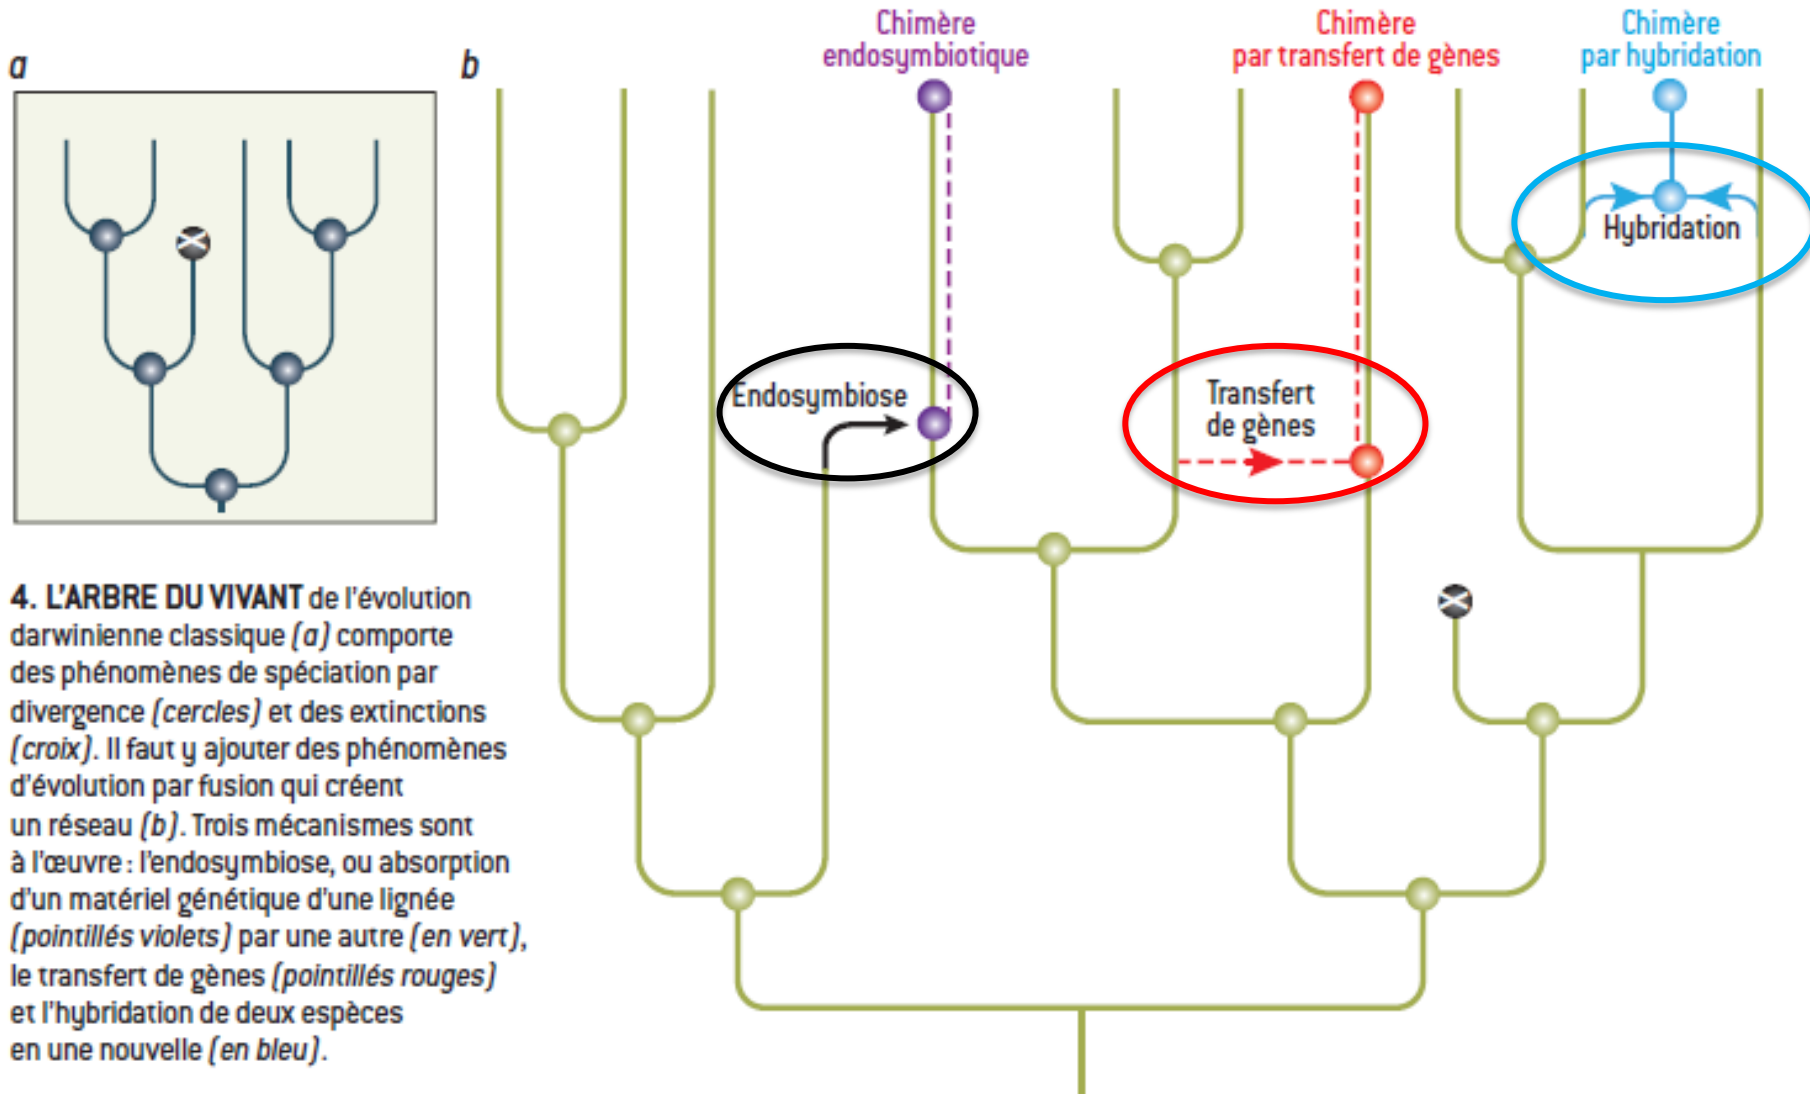 a
b
Chimère
endosymbiotique
Chimère
par transfert de gènes
Chimère
par hybridation
Hybridation
Endosymbiose
Transfert
de gènes
4. L'ARBRE DU VIVANT de l'évolution
darwinienne classique (a) comporte
des phénomènes de spéciation par
divergence (cercles) et des extinctions
(croix). Il faut y ajouter des phénomènes
d'évolution par fusion qui créent
un réseau (b). Trois mécanismes sont
à l'œuvre : l'endosymbiose, ou absorption
d'un matériel génétique d'une lignée
(pointillés violets) par une autre (en vert),
le transfert de gènes (pointillés rouges)
et l'hybridation de deux espèces
en une nouvelle (en bleu).